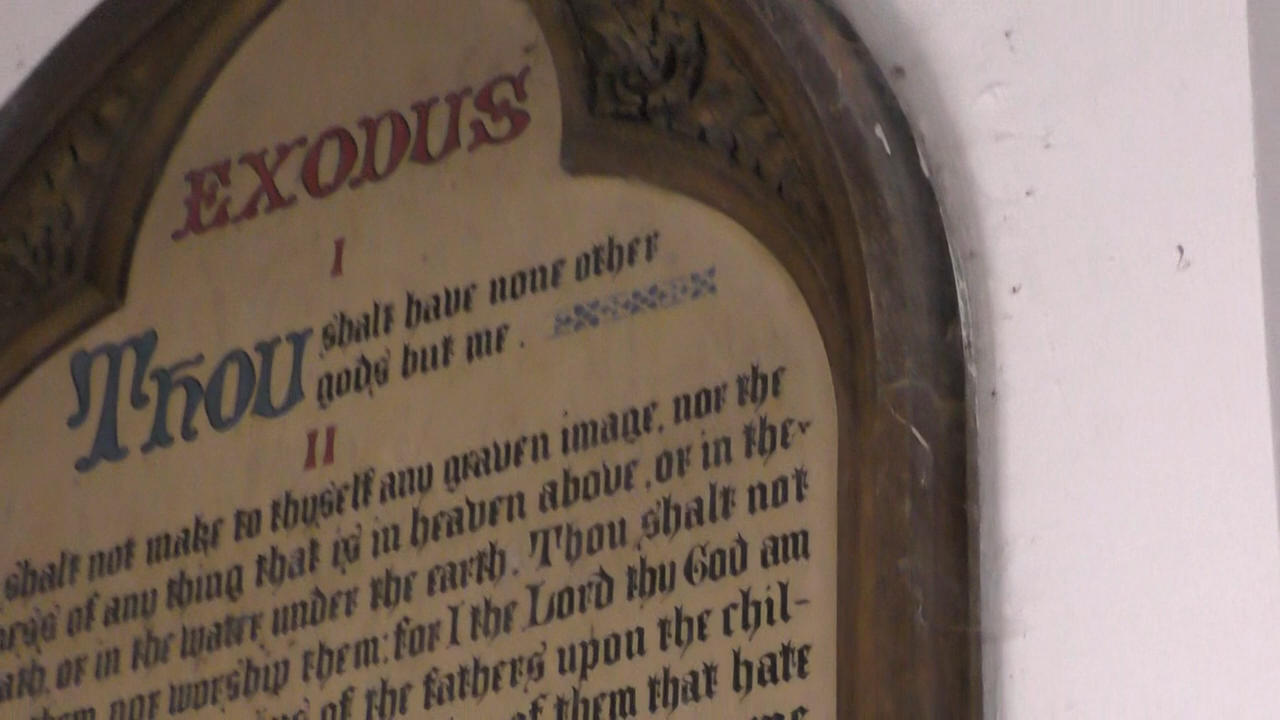 EXODUS
I
Thou shalt have none other
gods but me.
II
shalt not make to thyself any graven image, nor the
of any thing that is in heaven above, or in the
or in the water under the earth. Thou shalt not
them nor worship them: for I the Lord thy God am
of the fathers upon the chil-
of them that hate